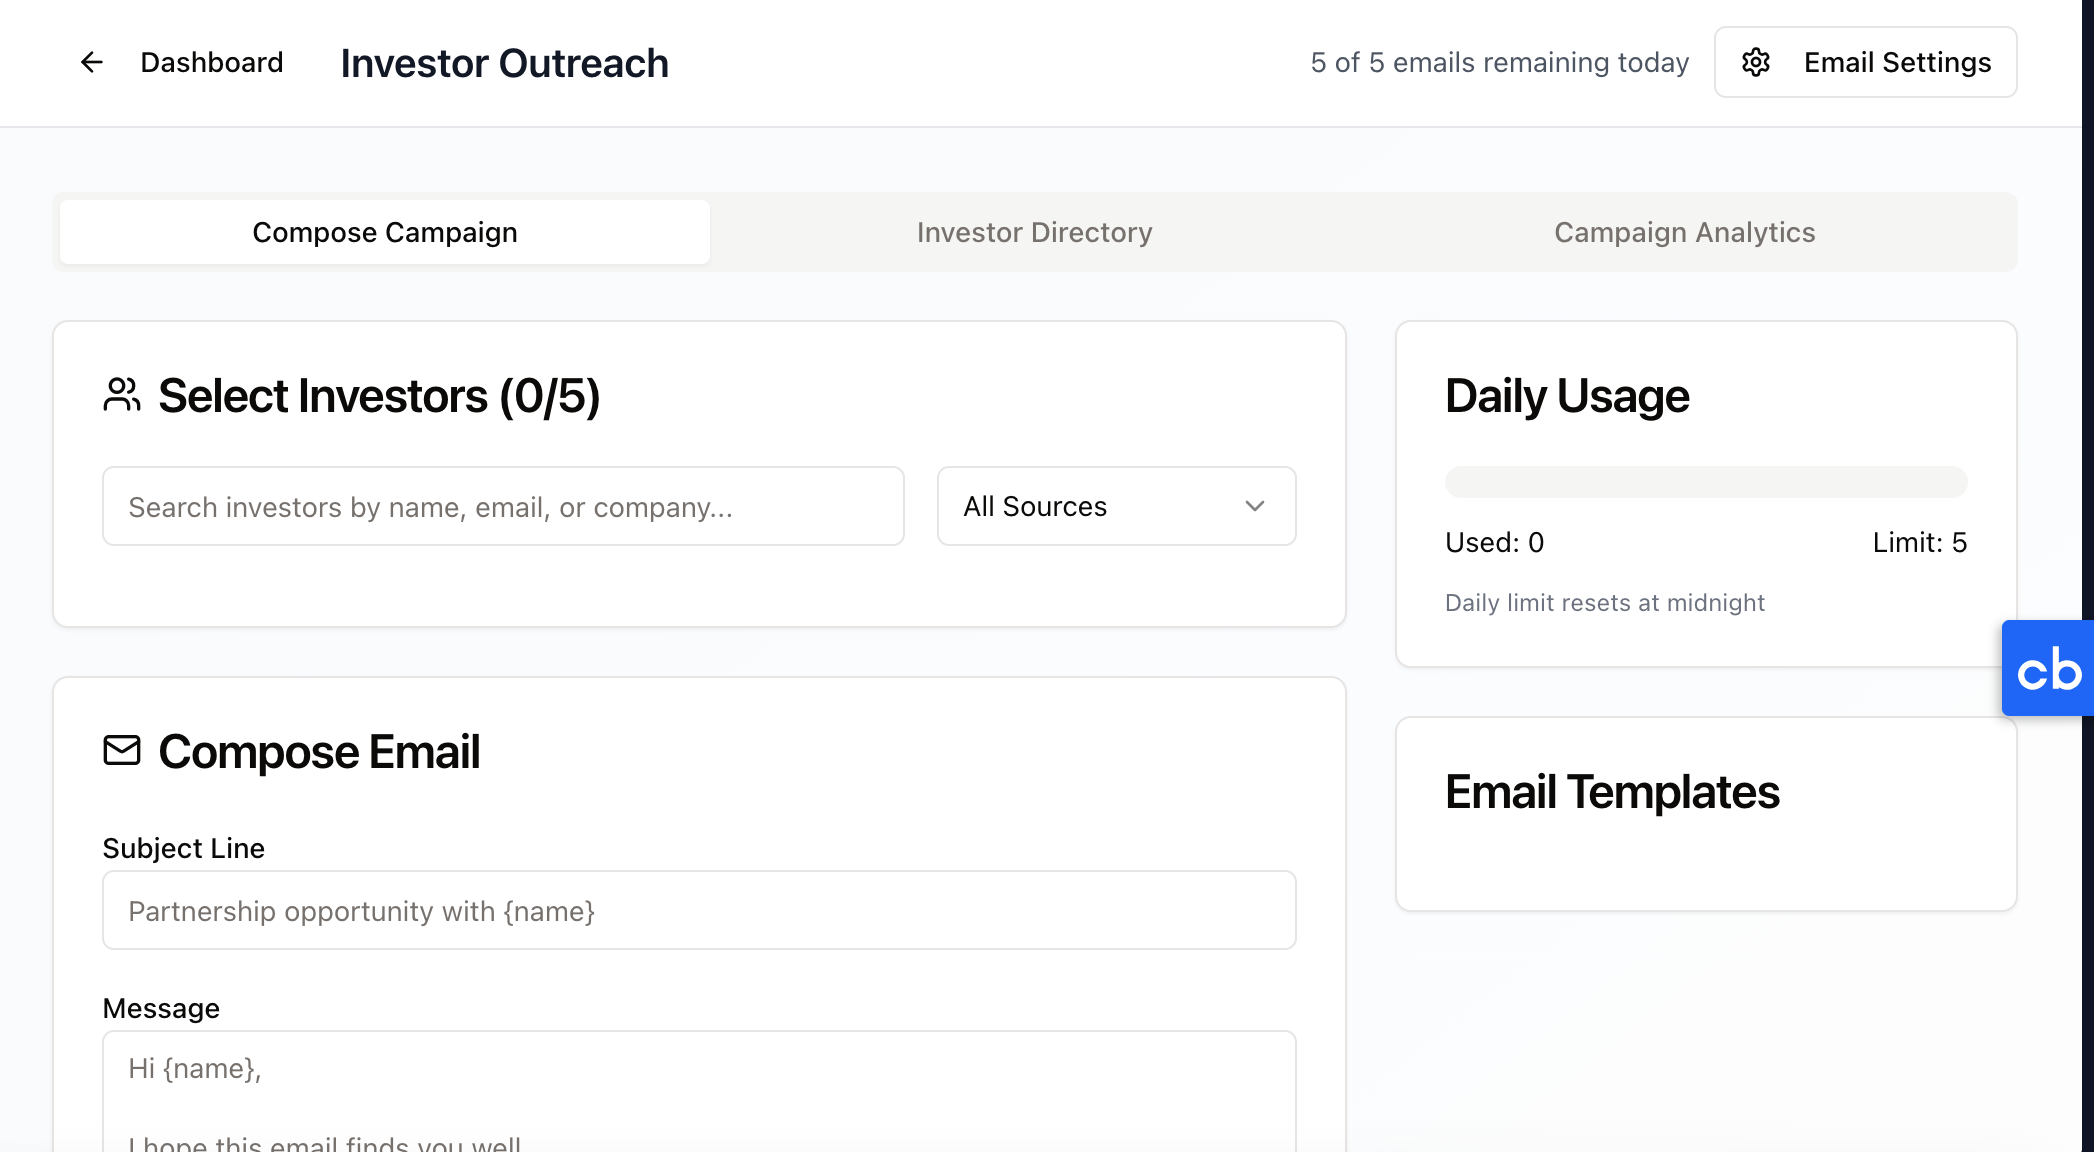 Dashboard
Investor Outreach
5 of 5 emails remaining today
Email Settings
Compose Campaign
Investor Directory
Campaign Analytics
Select Investors (0/5)
Search investors by name, email, or company...
All Sources
Daily Usage
Used: 0
Limit: 5
Daily limit resets at midnight
cb
Compose Email
Subject Line
Partnership opportunity with {name}
Message
Hi {name},
I hope this email finds you well
Email Templates